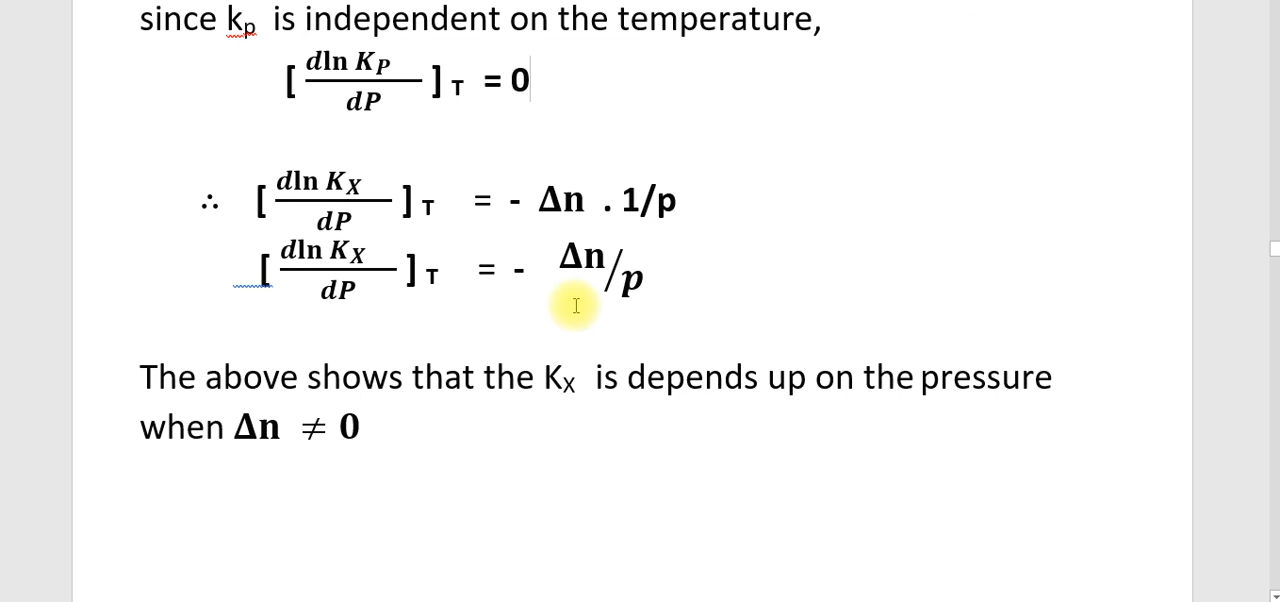 since kp is independent on the temperature,
[ dln KP / dP ] T = 0
∴ [ dln KX / dP ] T = - Δn . 1/p
[ dln KX / dP ] T = - Δn/p
The above shows that the KX is depends up on the pressure
when Δn ≠ 0